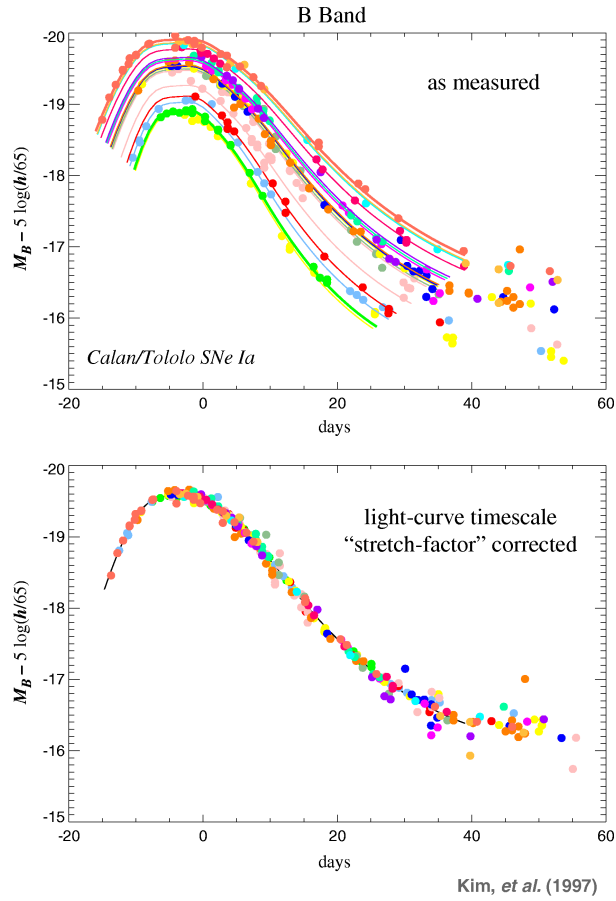 B Band
as measured
Calan/Tololo SNe Ia
M_B – 5 log(h/65)
-20
-19
-18
-17
-16
-15
-20
0
20
40
60
days
light-curve timescale
“stretch-factor” corrected
M_B – 5 log(h/65)
-20
-19
-18
-17
-16
-15
-20
0
20
40
60
days
Kim, et al. (1997)